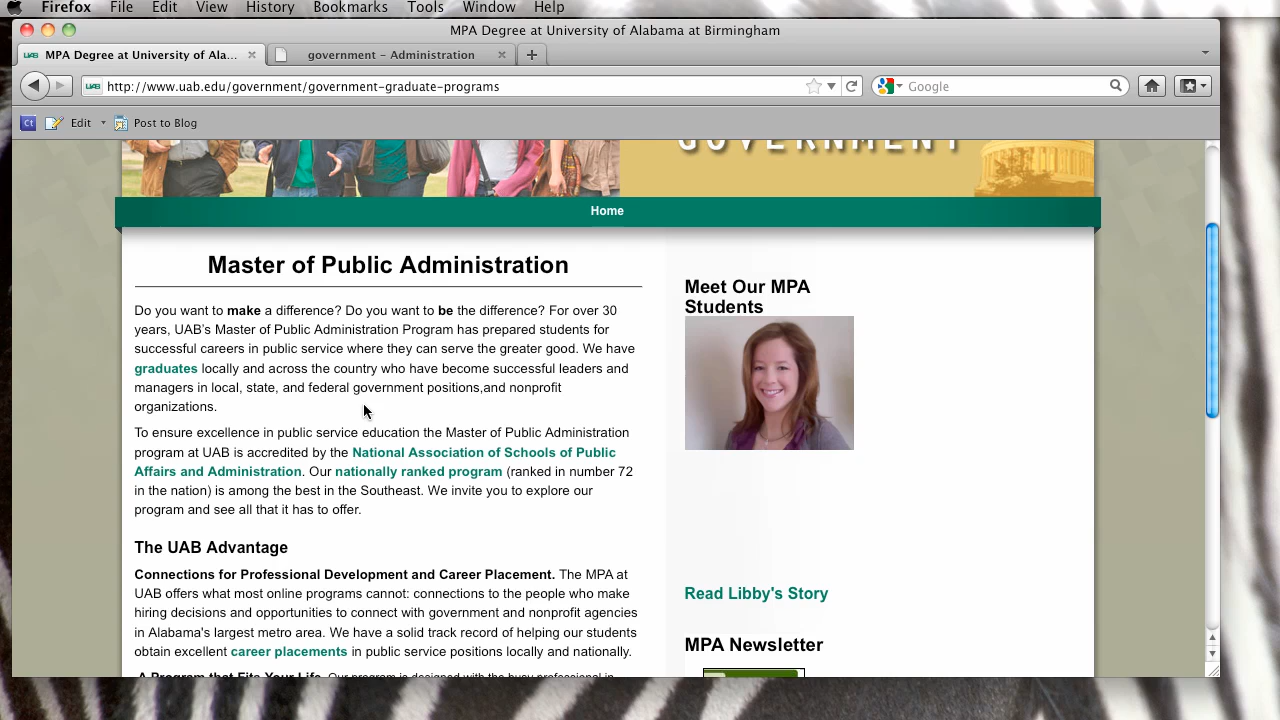 Firefox File Edit View History Bookmarks Tools Window Help
MPA Degree at University of Alabama at Birmingham
UAB MPA Degree at University of Ala... government - Administration
UAB http://www.uab.edu/government/government-graduate-programs Google
Ct Edit Post to Blog
GOVERNMENT
Home
Master of Public Administration
Do you want to make a difference? Do you want to be the difference? For over 30
years, UAB's Master of Public Administration Program has prepared students for
successful careers in public service where they can serve the greater good. We have
graduates locally and across the country who have become successful leaders and
managers in local, state, and federal government positions,and nonprofit
organizations.
To ensure excellence in public service education the Master of Public Administration
program at UAB is accredited by the National Association of Schools of Public
Affairs and Administration. Our nationally ranked program (ranked in number 72
in the nation) is among the best in the Southeast. We invite you to explore our
program and see all that it has to offer.
The UAB Advantage
Connections for Professional Development and Career Placement. The MPA at
UAB offers what most online programs cannot: connections to the people who make
hiring decisions and opportunities to connect with government and nonprofit agencies
in Alabama's largest metro area. We have a solid track record of helping our students
obtain excellent career placements in public service positions locally and nationally.
A Program that Fits Your Life. Our program is designed with the busy professional in
Meet Our MPA
Students
Read Libby's Story
MPA Newsletter